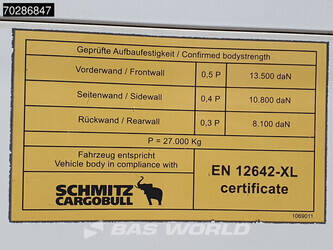 70286847
Geprüfte Aufbaufestigkeit / Confirmed bodystrength
Vorderwand / Frontwall 0,5 P 13.500 daN
Seitenwand / Sidewall 0,4 P 10.800 daN
Rückwand / Rearwall 0,3 P 8.100 daN
P = 27.000 Kg
Fahrzeug entspricht
Vehicle body in compliance with
EN 12642-XL
certificate
SCHMITZ
CARGOBULL
1069011
BAS WORLD